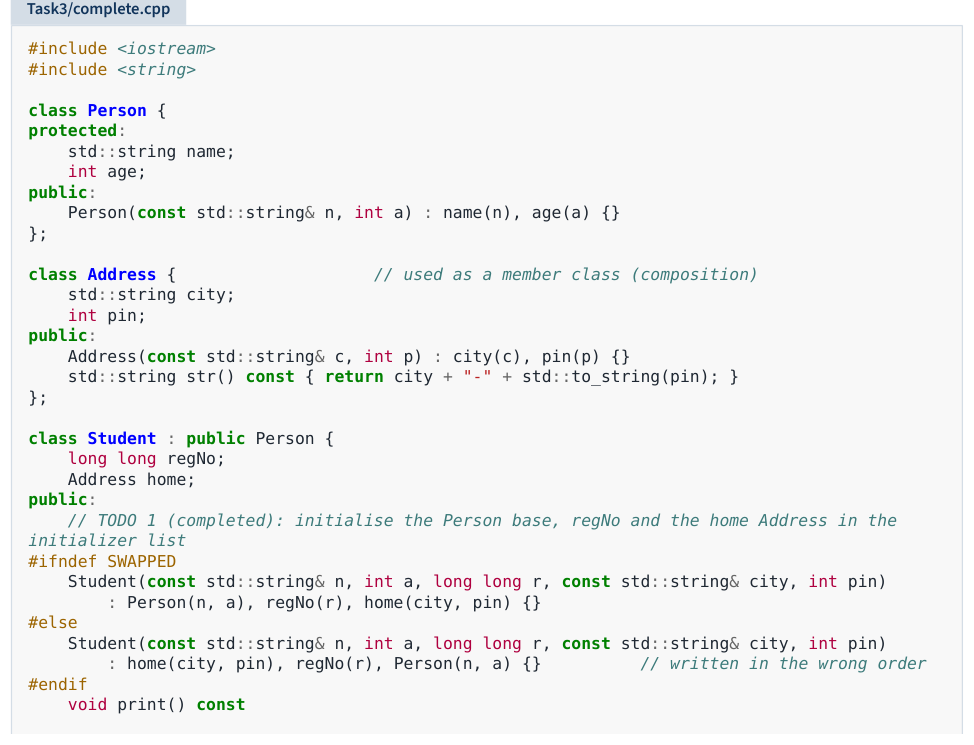 Task3/complete.cpp
#include <iostream>
#include <string>
class Person {
protected:
    std::string name;
    int age;
public:
    Person(const std::string& n, int a) : name(n), age(a) {}
};
class Address {                    // used as a member class (composition)
    std::string city;
    int pin;
public:
    Address(const std::string& c, int p) : city(c), pin(p) {}
    std::string str() const { return city + "-" + std::to_string(pin); }
};
class Student : public Person {
    long long regNo;
    Address home;
public:
    // TODO 1 (completed): initialise the Person base, regNo and the home Address in the
initializer list
#ifndef SWAPPED
    Student(const std::string& n, int a, long long r, const std::string& city, int pin)
        : Person(n, a), regNo(r), home(city, pin) {}
#else
    Student(const std::string& n, int a, long long r, const std::string& city, int pin)
        : home(city, pin), regNo(r), Person(n, a) {}          // written in the wrong order
#endif
    void print() const